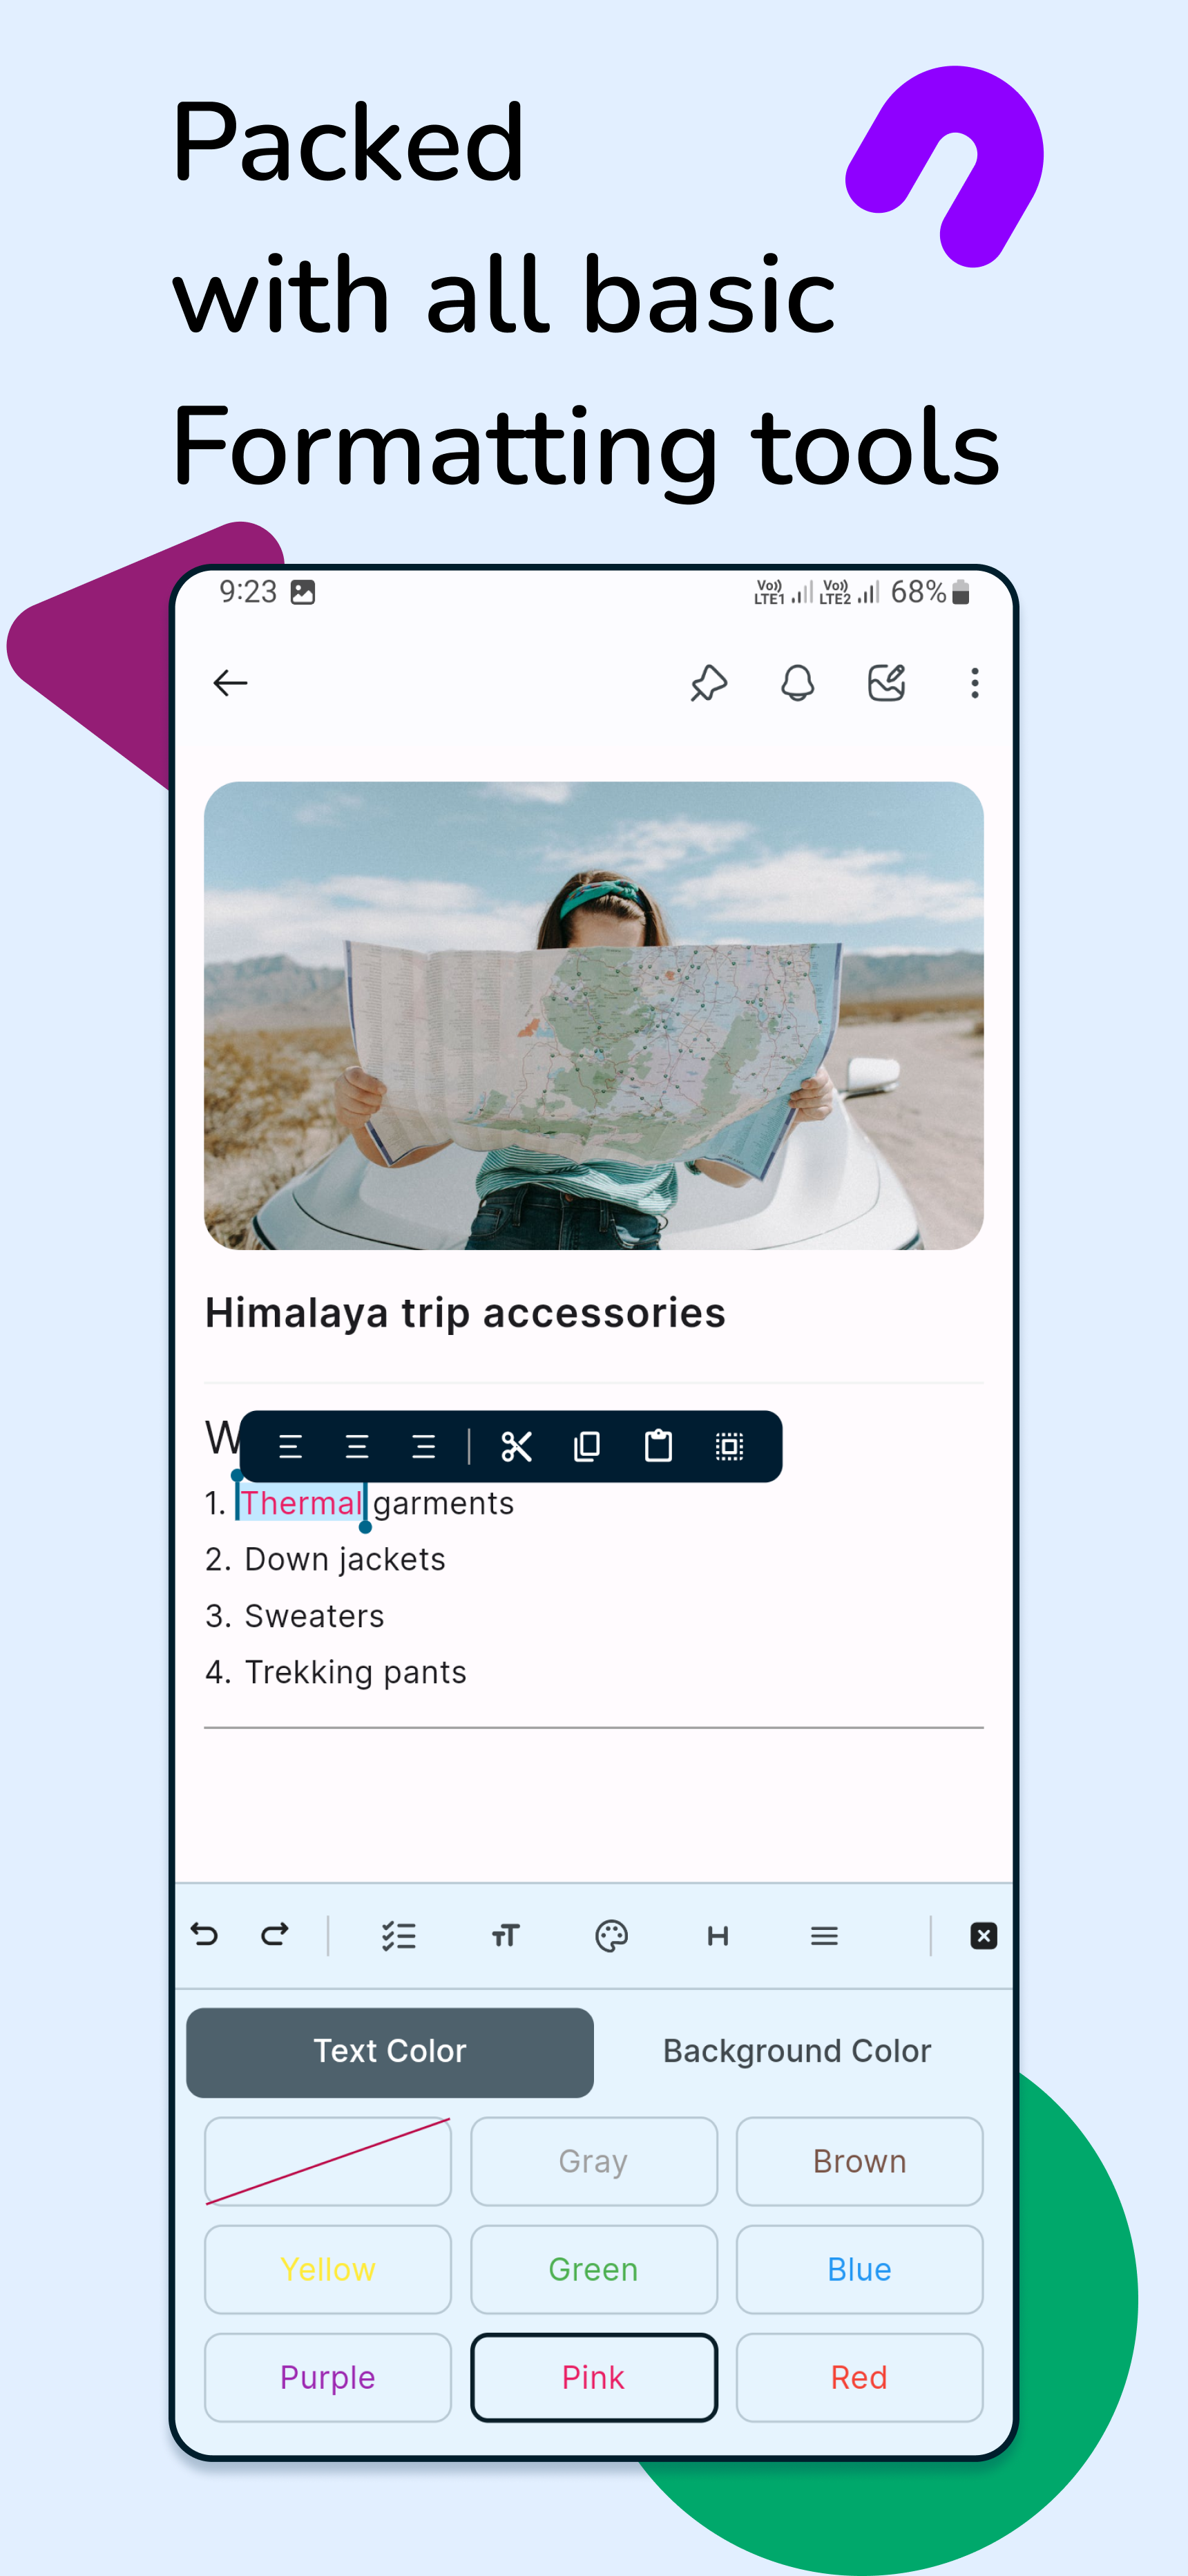 Packed
with all basic
Formatting tools
9:23 Vo)) LTE1 Vo)) LTE2 68%
Himalaya trip accessories
1. Thermal garments
2. Down jackets
3. Sweaters
4. Trekking pants
Text Color Background Color
Gray Brown
Yellow Green Blue
Purple Pink Red